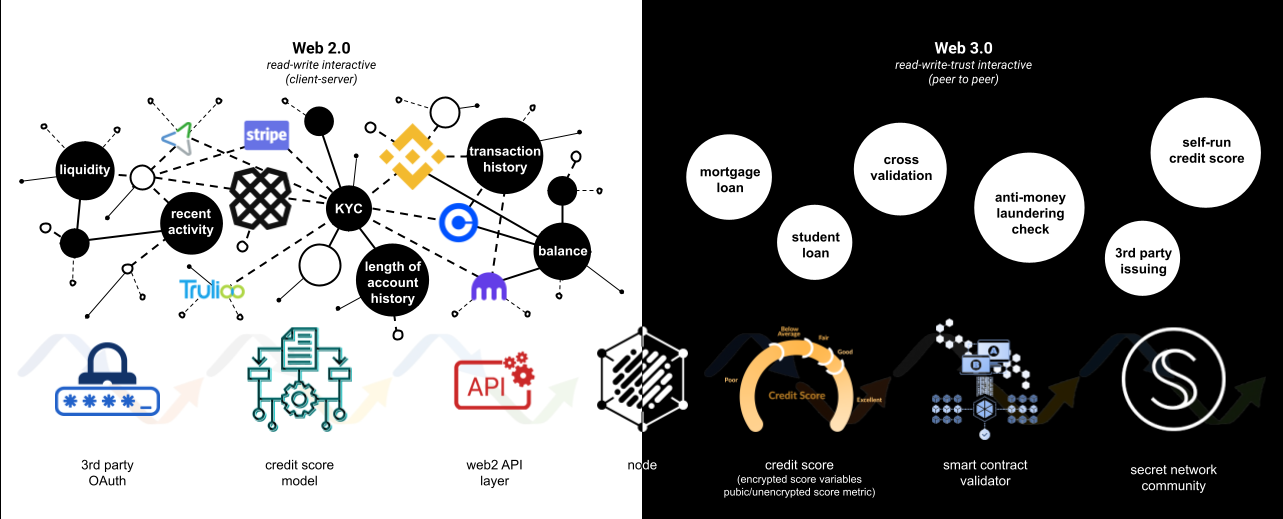 Web 2.0
read-write interactive
(client-server)
stripe
liquidity
transaction
history
KYC
recent
activity
balance
length of
account
history
Trulioo
API
3rd party
OAuth
credit score
model
web2 API
layer
node
Web 3.0
read-write-trust interactive
(peer to peer)
self-run
credit score
cross
validation
mortgage
loan
anti-money
laundering
check
student
loan
3rd party
issuing
Below
Average
Fair
Good
Poor
Credit Score
Excellent
A
B
S
credit score
(encrypted score variables
pubic/unencrypted score metric)
smart contract
validator
secret network
community